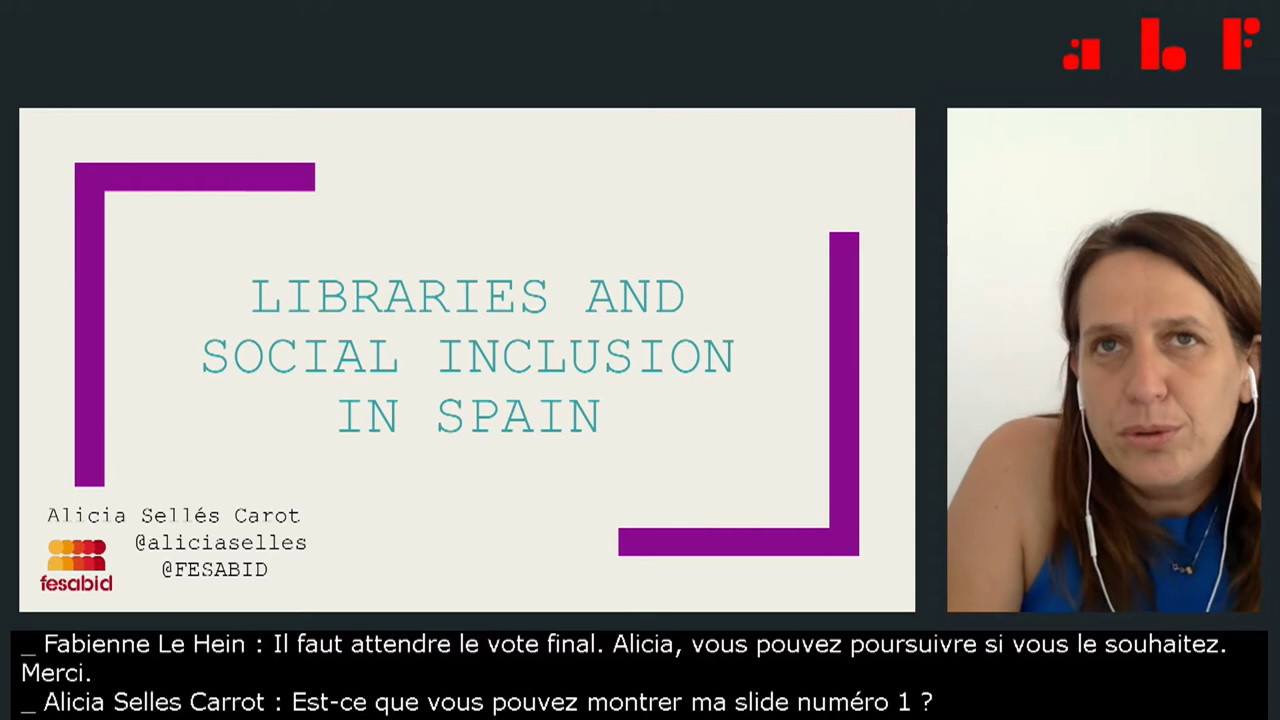 abf
LIBRARIES AND
SOCIAL INCLUSION
IN SPAIN
Alicia Sellés Carot
@aliciaselles
@FESABID
fesabid
_ Fabienne Le Hein : Il faut attendre le vote final. Alicia, vous pouvez poursuivre si vous le souhaitez.
Merci.
_ Alicia Selles Carrot : Est-ce que vous pouvez montrer ma slide numéro 1 ?